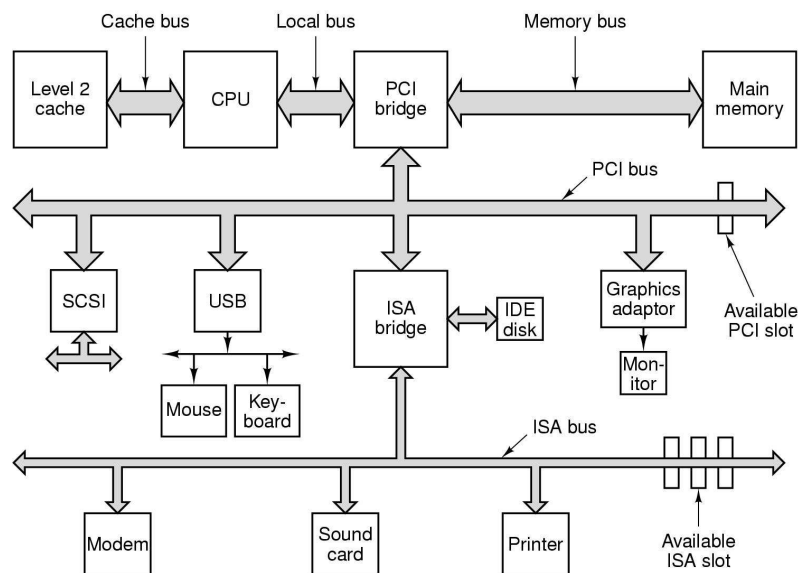 Cache bus
Local bus
Memory bus
Level 2
cache
CPU
PCI
bridge
Main
memory
PCI bus
SCSI
USB
ISA
bridge
IDE
disk
Graphics
adaptor
Available
PCI slot
Mon-
itor
Mouse
Key-
board
ISA bus
Modem
Sound
card
Printer
Available
ISA slot